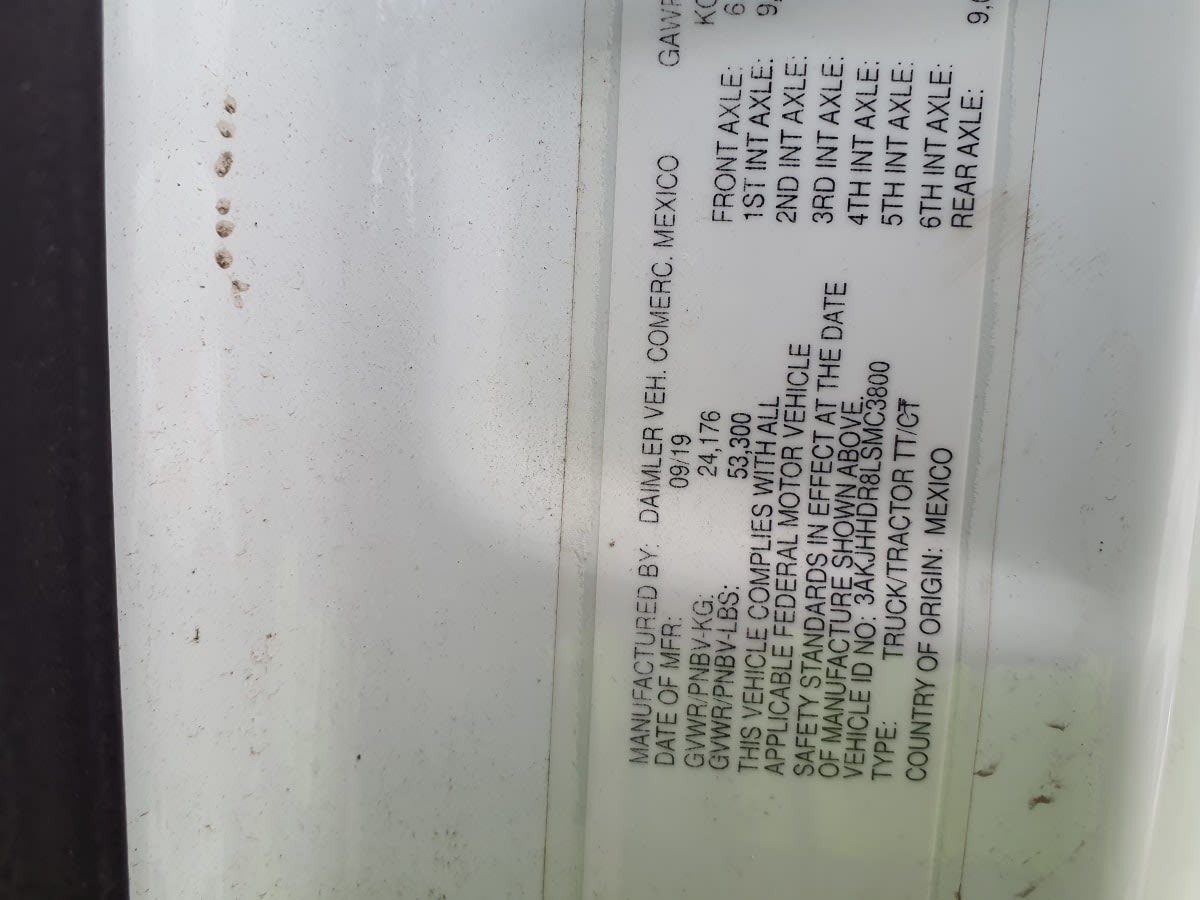 MANUFACTURED BY: DAIMLER VEH. COMERC. MEXICO
DATE OF MFR: 09/19
GVWR/PNBV-KG: 24,176
GVWR/PNBV-LBS: 53,300
THIS VEHICLE COMPLIES WITH ALL
APPLICABLE FEDERAL MOTOR VEHICLE
SAFETY STANDARDS IN EFFECT AT THE DATE
OF MANUFACTURE SHOWN ABOVE.
VEHICLE ID NO: 3AKJHHDR8LSMC3800
TYPE: TRUCK/TRACTOR TT/CT
COUNTRY OF ORIGIN: MEXICO
FRONT AXLE:
1ST INT AXLE:
2ND INT AXLE:
3RD INT AXLE:
4TH INT AXLE:
5TH INT AXLE:
6TH INT AXLE:
REAR AXLE: